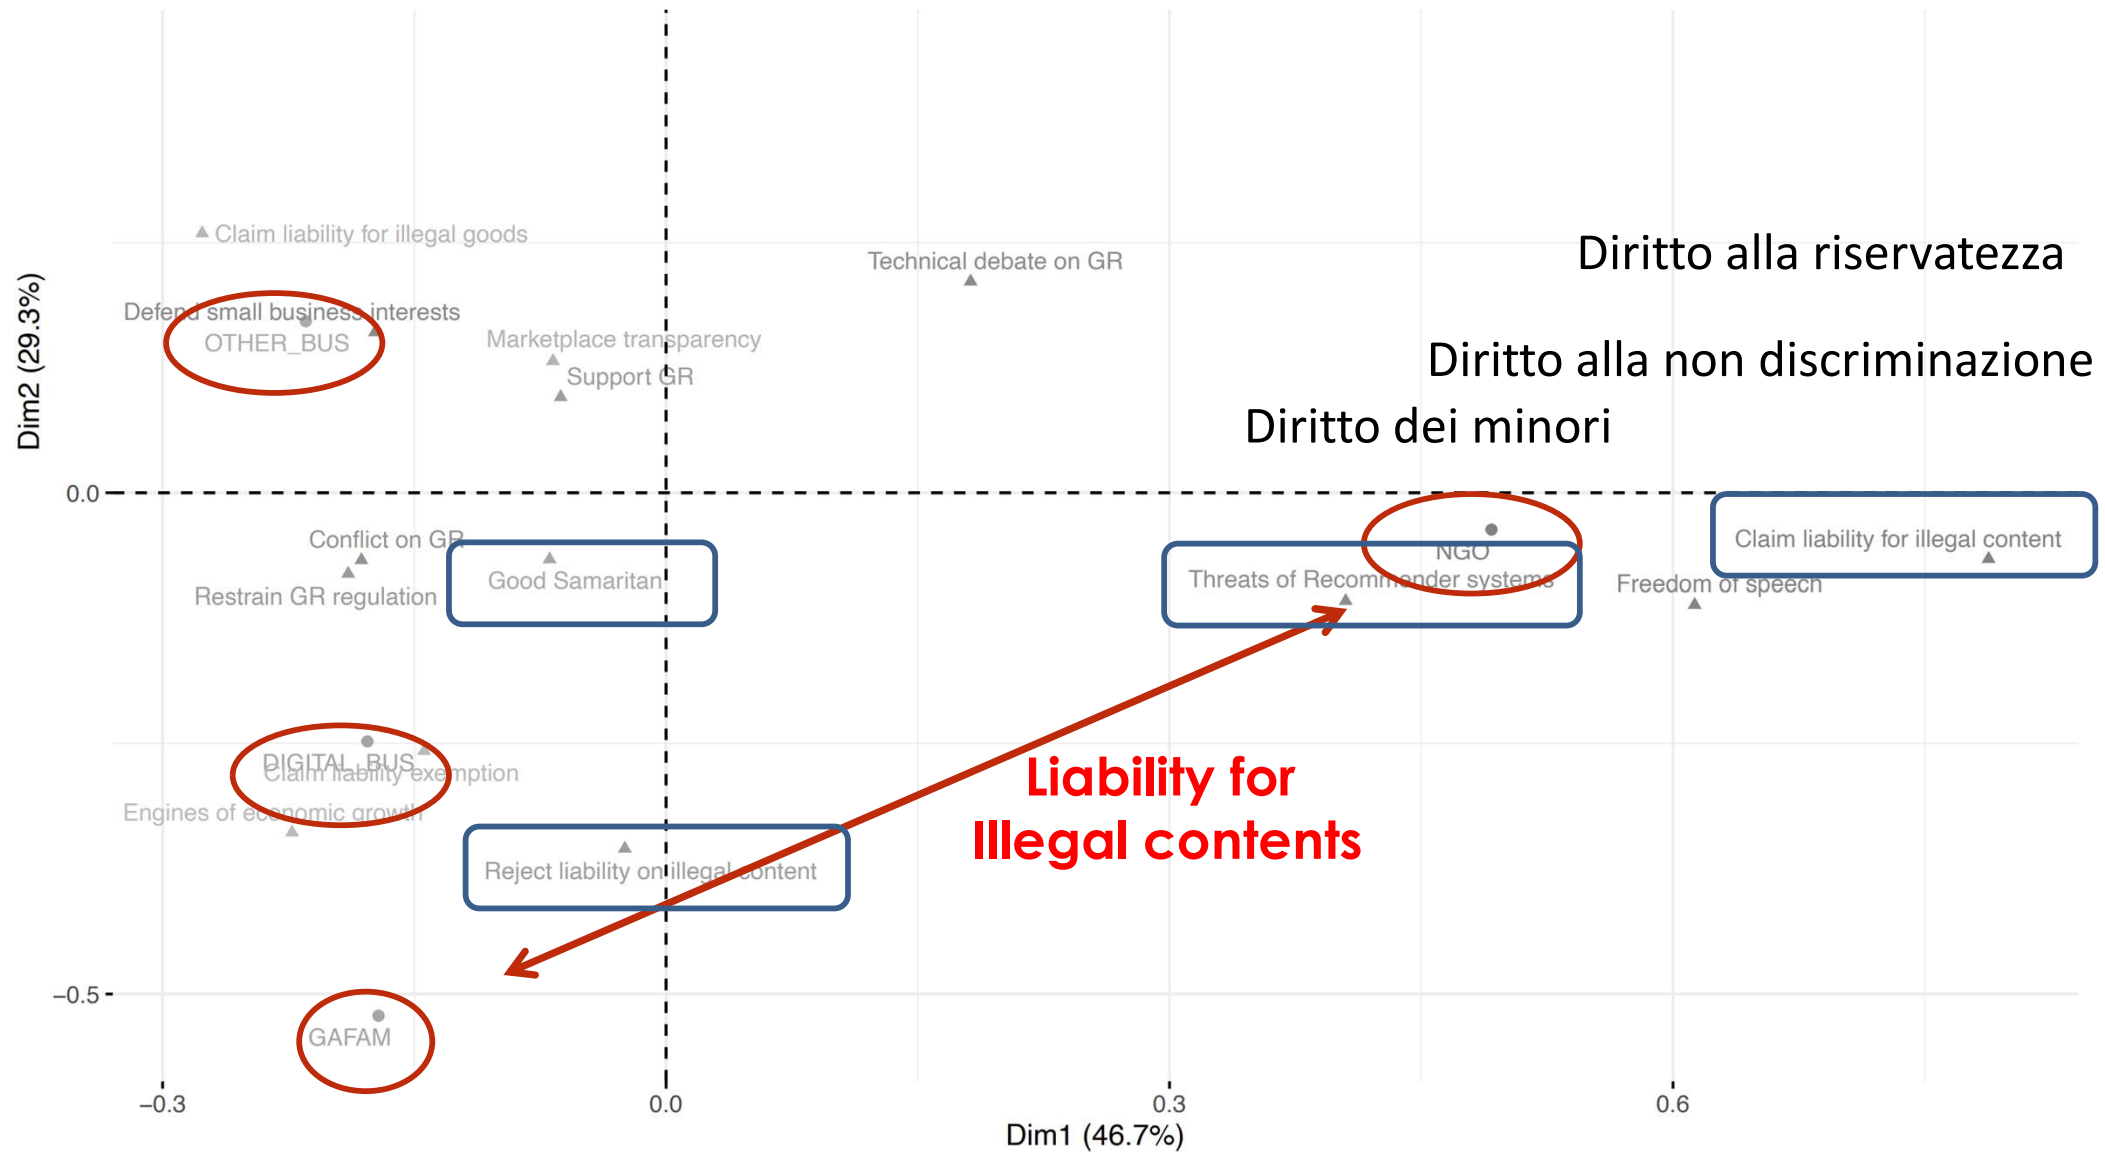 Claim liability for illegal goods
Diritto alla riservatezza
Technical debate on GR
Defend small business interests
OTHER_BUS
Marketplace transparency
Diritto alla non discriminazione
Support GR
Diritto dei minori
Dim2 (29.3%)
0.0
Conflict on GR
Claim liability for illegal content
NGO
Good Samaritan
Threats of Recommender systems
Freedom of speech
Restrain GR regulation
DIGITAL_BUS
Claim liability exemption
Liability for
Illegal contents
Engines of economic growth
Reject liability on illegal content
−0.5
GAFAM
−0.3
0.0
0.3
0.6
Dim1 (46.7%)